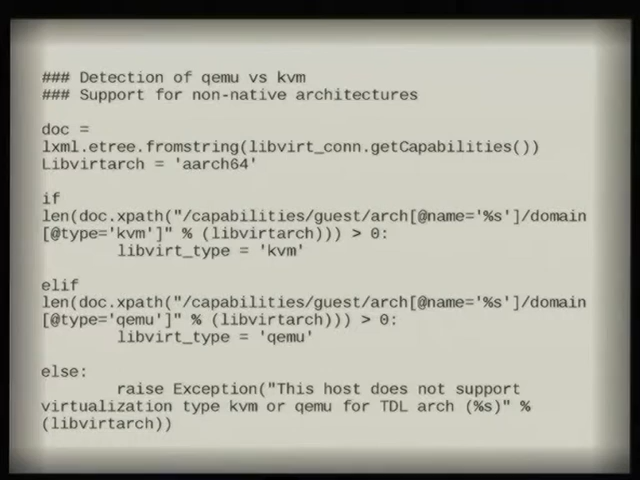 ### Detection of qemu vs kvm
### Support for non-native architectures
doc =
lxml.etree.fromstring(libvirt_conn.getCapabilities())
Libvirtarch = 'aarch64'
if
len(doc.xpath("/capabilities/guest/arch[@name='%s']/domain
[@type='kvm']" % (libvirtarch))) > 0:
libvirt_type = 'kvm'
elif
len(doc.xpath("/capabilities/guest/arch[@name='%s']/domain
[@type='qemu']" % (libvirtarch))) > 0:
libvirt_type = 'qemu'
else:
raise Exception("This host does not support
virtualization type kvm or qemu for TDL arch (%s)" %
(libvirtarch))